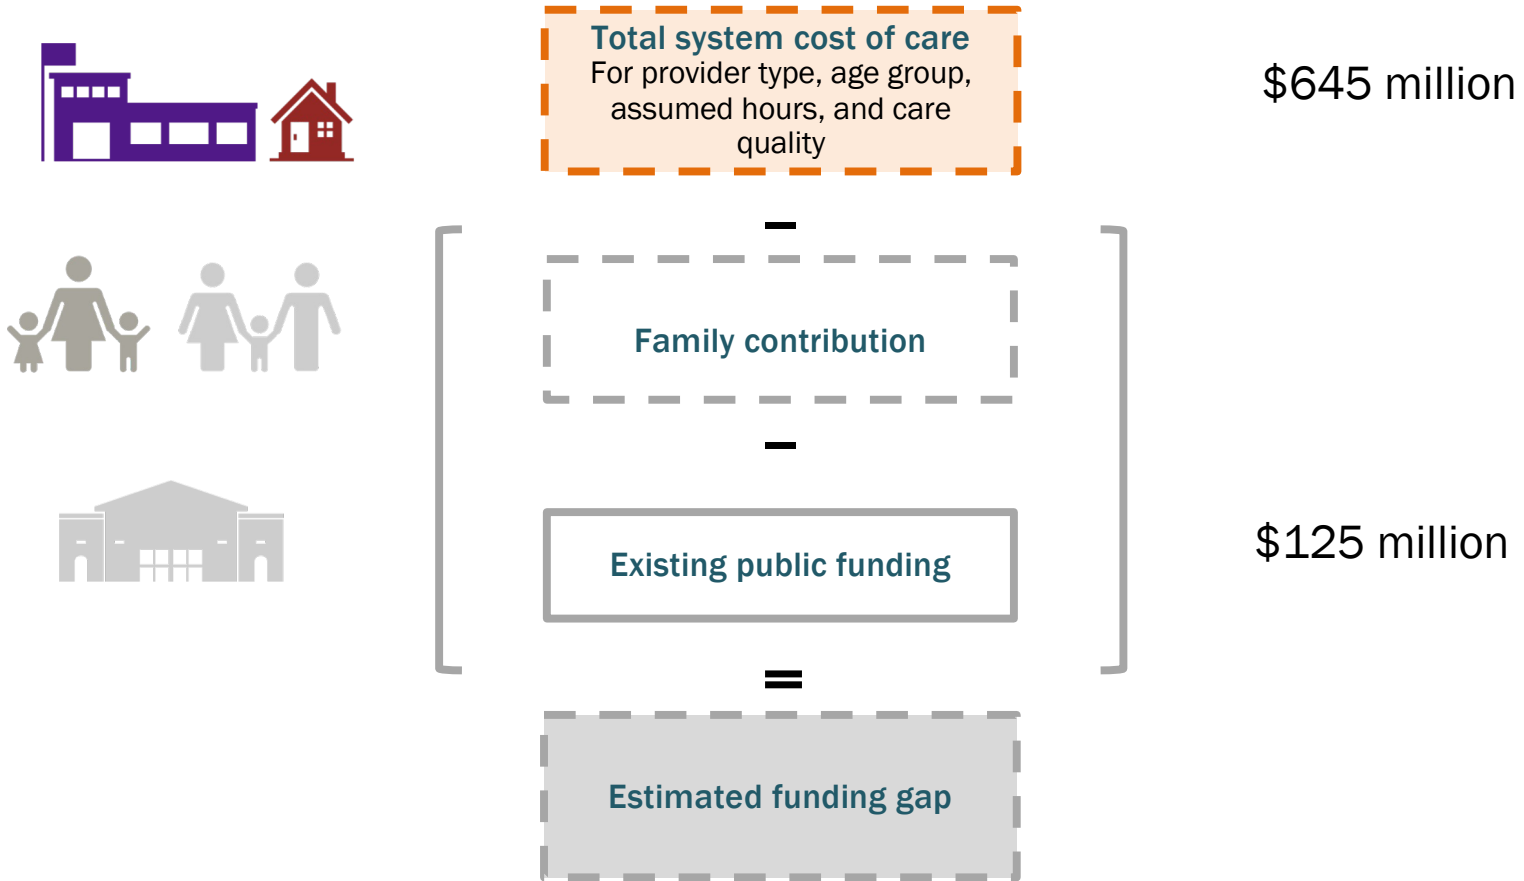 Total system cost of care
For provider type, age group,
assumed hours, and care
quality
$645 million
–
Family contribution
–
Existing public funding
$125 million
=
Estimated funding gap